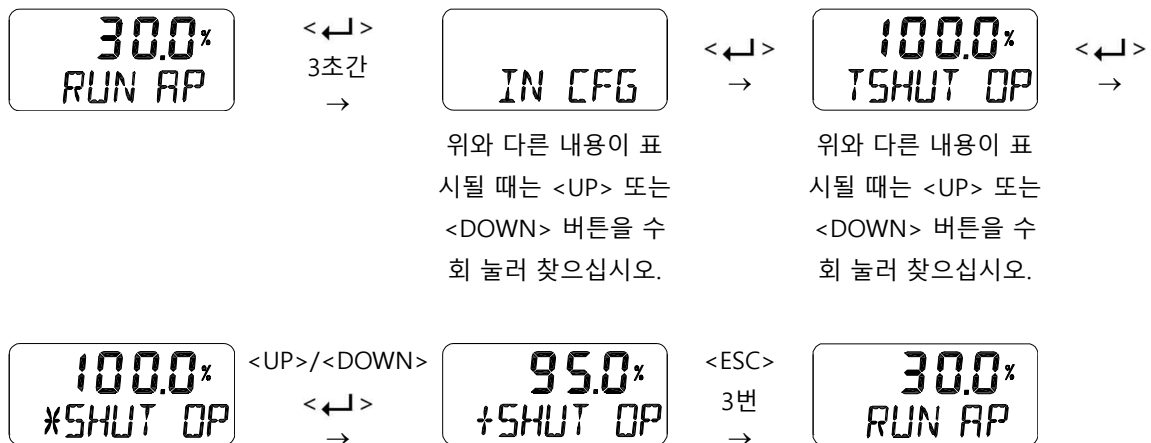 30.0%
RUN AP
<↵>
3초간
→
IN CFG
위와 다른 내용이 표
시될 때는 <UP> 또는
<DOWN> 버튼을 수
회 눌러 찾으십시오.
<↵>
→
100.0%
TSHUT OP
위와 다른 내용이 표
시될 때는 <UP> 또는
<DOWN> 버튼을 수
회 눌러 찾으십시오.
<↵>
→
100.0%
*SHUT OP
<UP>/<DOWN>
<↵>
→
95.0%
+SHUT OP
<ESC>
3번
→
30.0%
RUN AP